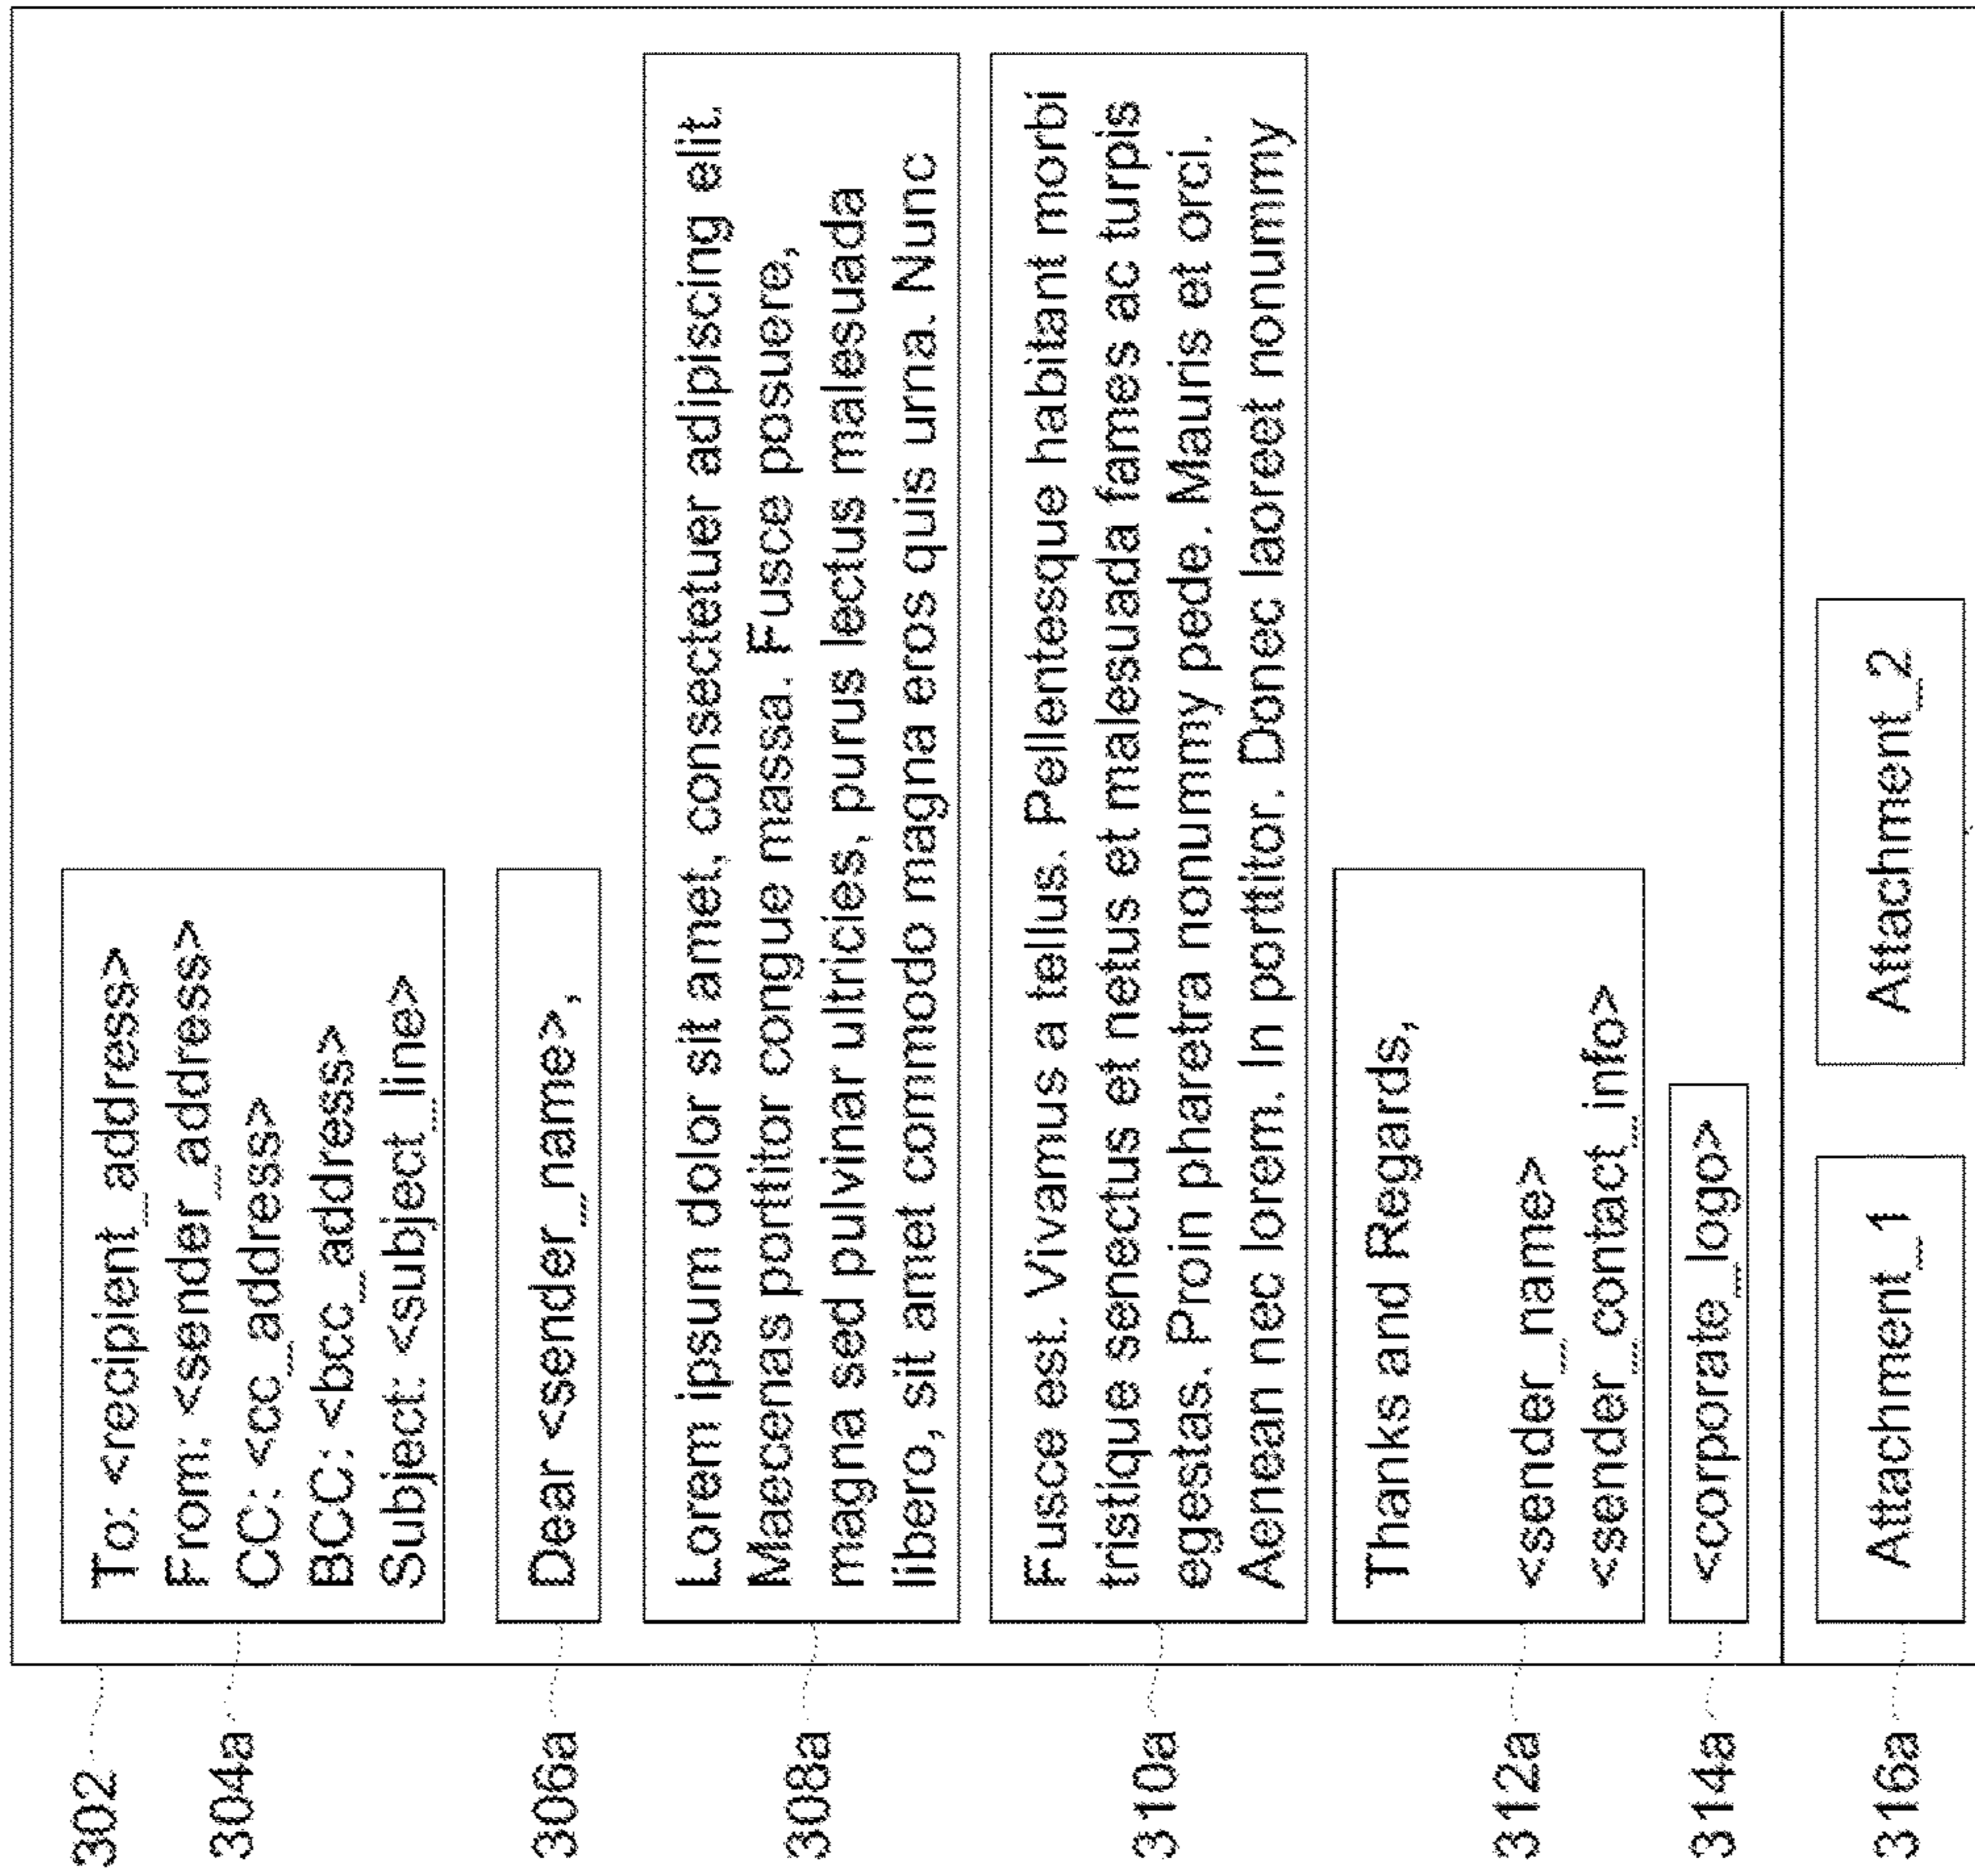 302
304a
To: <recipient_address>
From: <sender_address>
CC: <cc_address>
BCC: <bcc_address>
Subject: <subject_line>
306a
Dear <sender_name>,
308a
Lorem ipsum dolor sit amet, consectetuer adipiscing elit.
Maecenas porttitor congue massa. Fusce posuere,
magna sed pulvinar ultricies, purus lectus malesuada
libero, sit amet commodo magna eros quis urna. Nunc
310a
Fusce est. Vivamus a tellus. Pellentesque habitant morbi
tristique senectus et netus et malesuada fames ac turpis
egestas. Proin pharetra nonummy pede. Mauris et orci.
Aenean nec lorem. In porttitor. Donec laoreet nonummy
312a
Thanks and Regards,
<sender_name>
<sender_contact_info>
314a
<corporate_logo>
316a
Attachment_1
Attachment_2